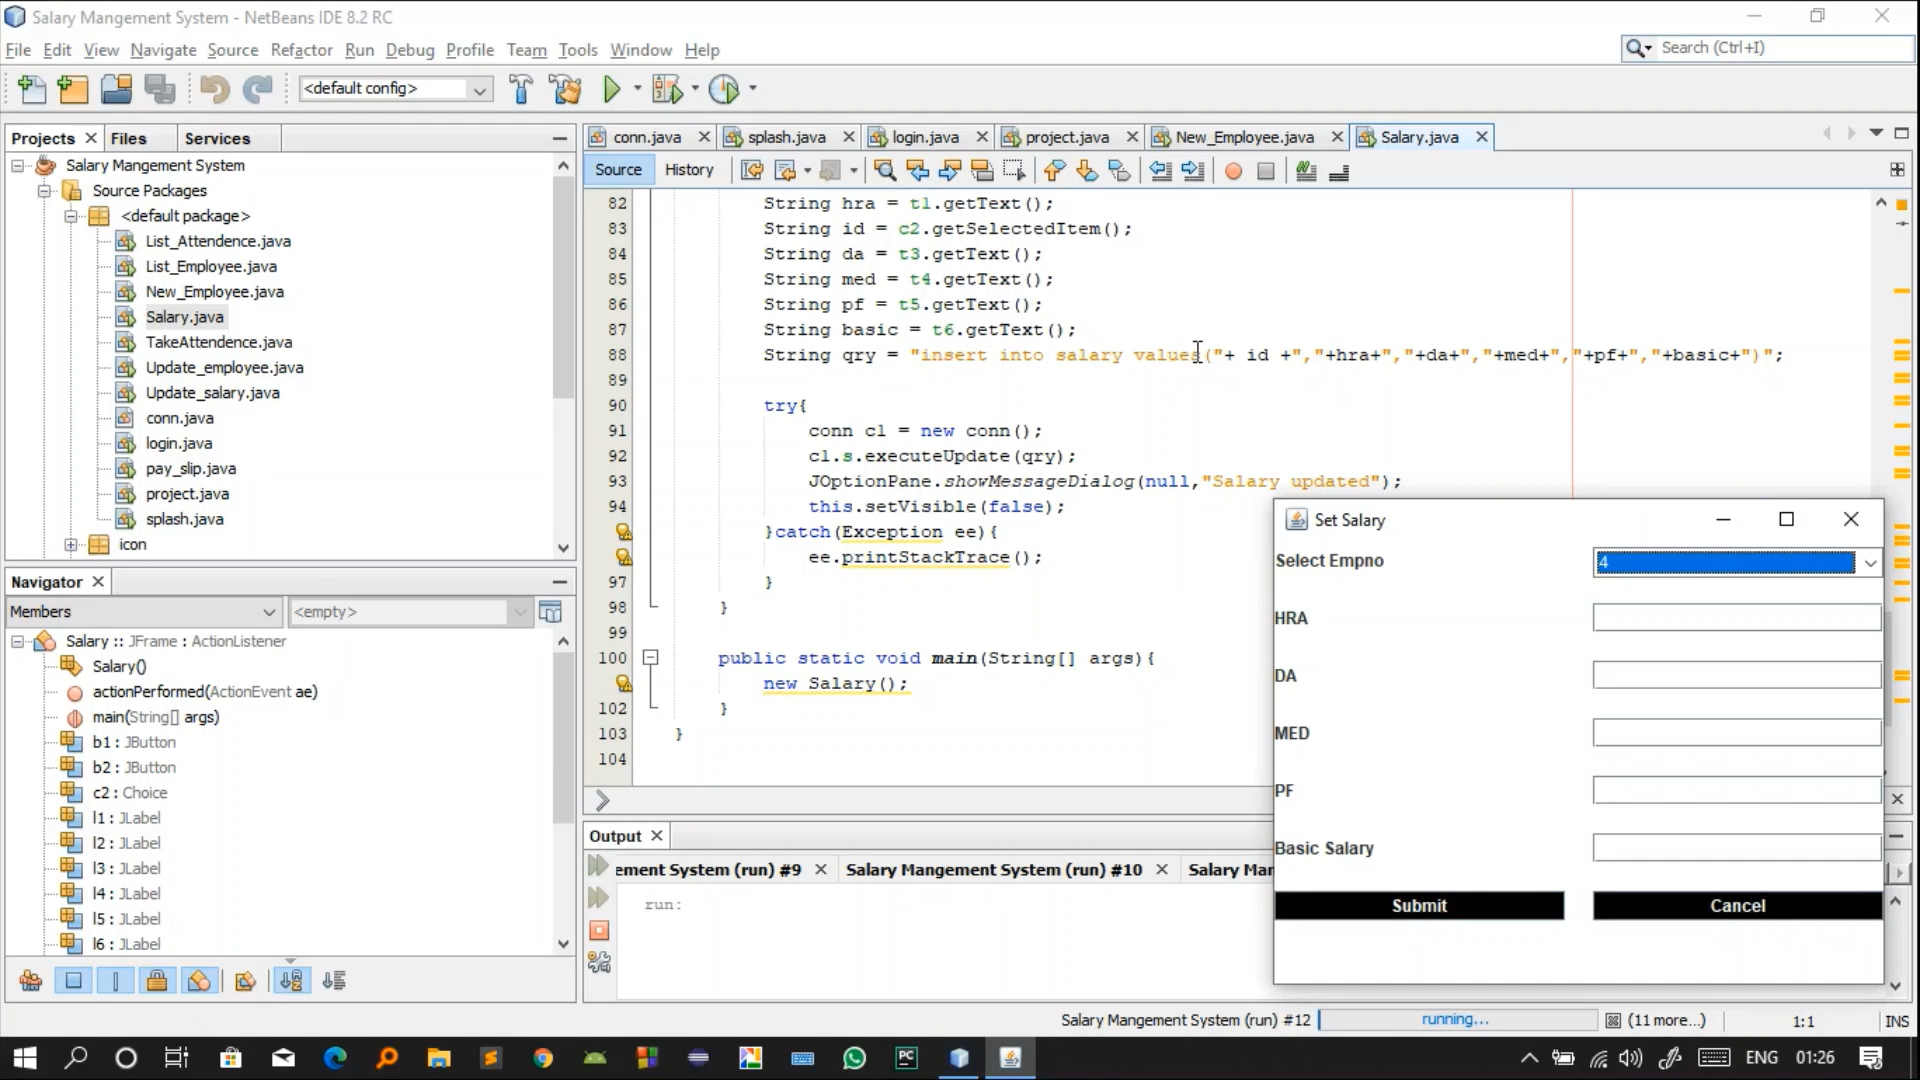 Salary Mangement System - NetBeans IDE 8.2 RC
File Edit View Navigate Source Refactor Run Debug Profile Team Tools Window Help
Search (Ctrl+I)
<default config>
Projects Files Services
conn.java splash.java login.java project.java New_Employee.java Salary.java
Source History
Salary Mangement System
Source Packages
<default package>
List_Attendence.java
List_Employee.java
New_Employee.java
Salary.java
TakeAttendence.java
Update_employee.java
Update_salary.java
conn.java
login.java
pay_slip.java
project.java
splash.java
icon
82 String hra = t1.getText();
83 String id = c2.getSelectedItem();
84 String da = t3.getText();
85 String med = t4.getText();
86 String pf = t5.getText();
87 String basic = t6.getText();
88 String qry = "insert into salary values("+ id +","+hra+","+da+","+med+","+pf+","+basic+")";
89
90 try{
91 conn c1 = new conn();
92 c1.s.executeUpdate(qry);
93 JOptionPane.showMessageDialog(null,"Salary updated");
94 this.setVisible(false);
}catch(Exception ee){
ee.printStackTrace();
97 }
98 }
99
100 public static void main(String[] args){
new Salary();
102 }
103 }
104
Navigator
Members <empty>
Salary :: JFrame : ActionListener
Salary()
actionPerformed(ActionEvent ae)
main(String[] args)
b1 : JButton
b2 : JButton
c2 : Choice
l1 : JLabel
l2 : JLabel
l3 : JLabel
l4 : JLabel
l5 : JLabel
l6 : JLabel
Output
ement System (run) #9 Salary Mangement System (run) #10 Salary Mar
run:
Set Salary
Select Empno 4
HRA
DA
MED
PF
Basic Salary
Submit Cancel
Salary Mangement System (run) #12 running... (11 more...) 1:1 INS
ENG 01:26